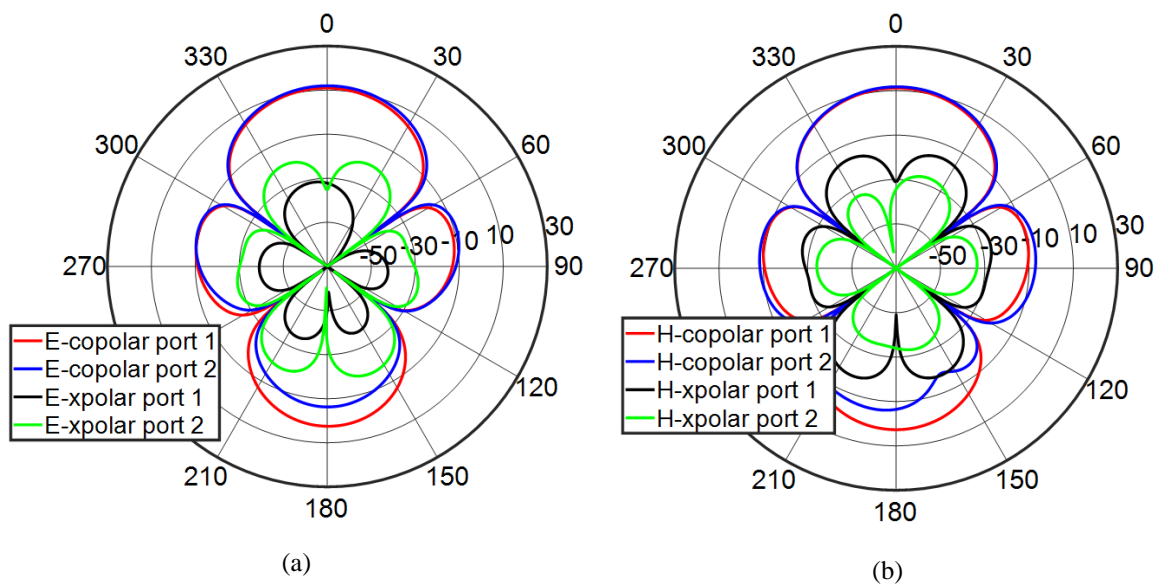 0
330
30
300
60
-50 -30 -10 10 30
270
90
E-copolar port 1
E-copolar port 2
E-xpolar port 1
E-xpolar port 2
120
210
150
180
(a)
0
330
30
300
60
-50 -30 -10 10 30
270
90
H-copolar port 1
H-copolar port 2
H-xpolar port 1
H-xpolar port 2
120
210
150
180
(b)